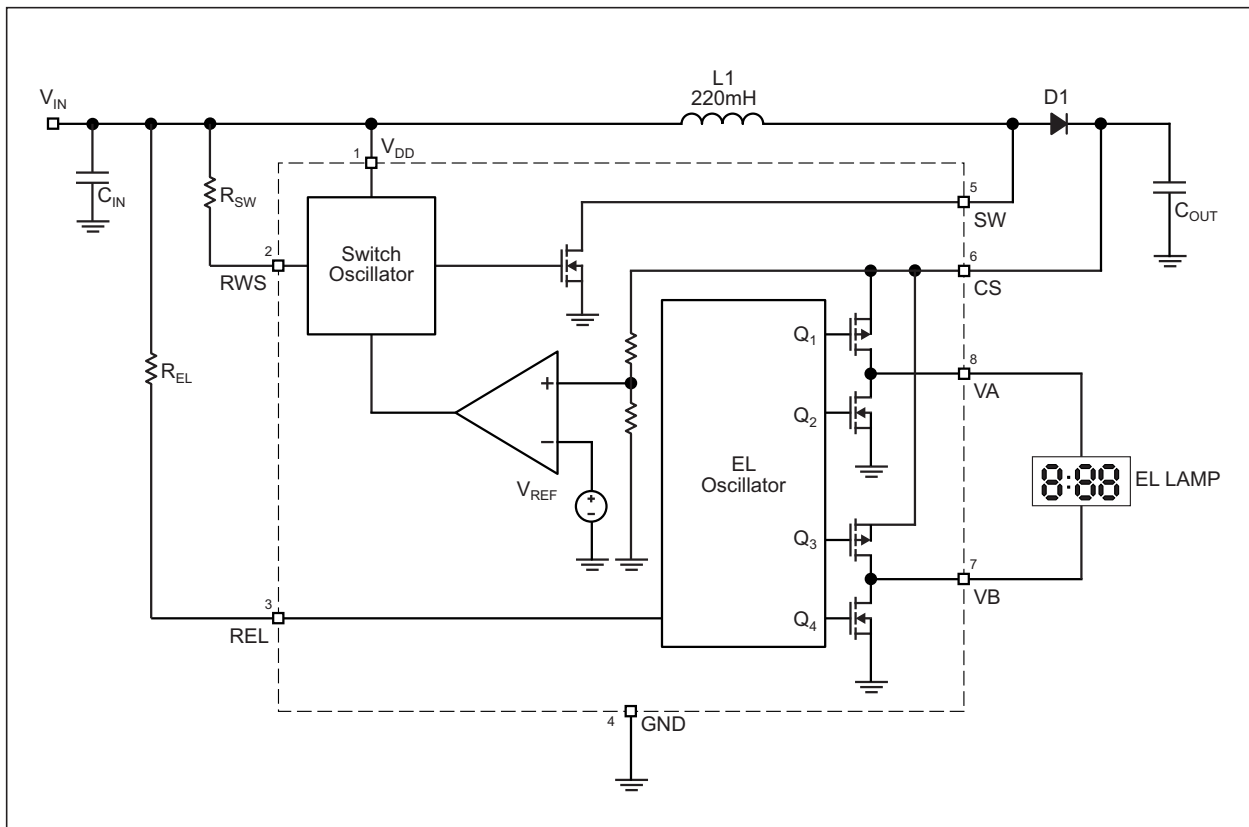 L1
220mH
D1
VIN
1
VDD
CIN
RSW
5
SW
COUT
2
RWS
Switch
Oscillator
6
CS
Q1
8
VA
REL
+
−
Q2
VREF
+
−
EL
Oscillator
8:88
EL LAMP
Q3
7
VB
3
REL
Q4
4
GND